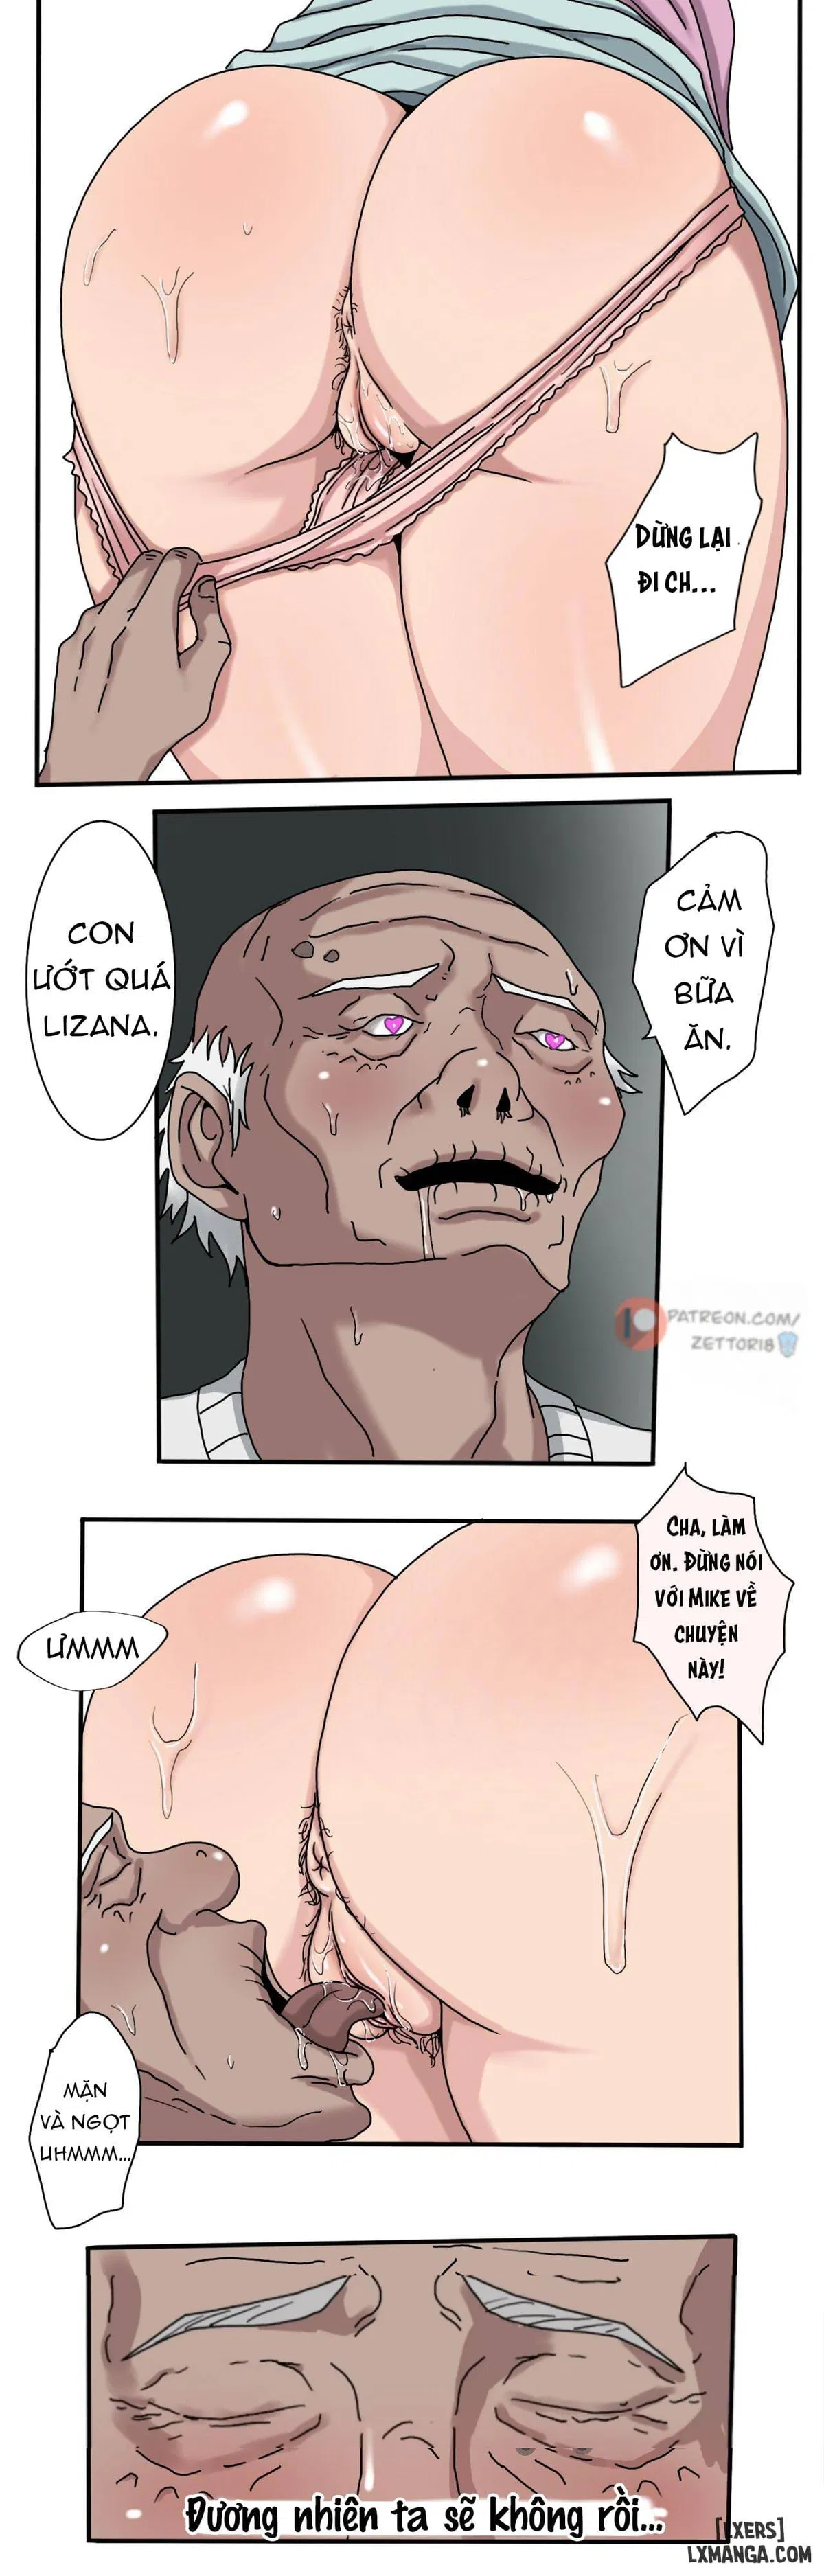 DỪNG LẠI
ĐI CH...
CON
ƯỚT QUÁ
LIZANA.
CẢM
ƠN VÌ
BỮA
ĂN.
PATREON.COM/
ZETTOR18
CHA, LÀM
ƠN. ĐỪNG NÓI
VỚI MIKE VỀ
CHUYỆN
NÀY!
ƯMMM
MẶN
VÀ NGỌT
UHMMM...
Đương nhiên ta sẽ không rồi...
[LXERS]
LXMANGA.COM